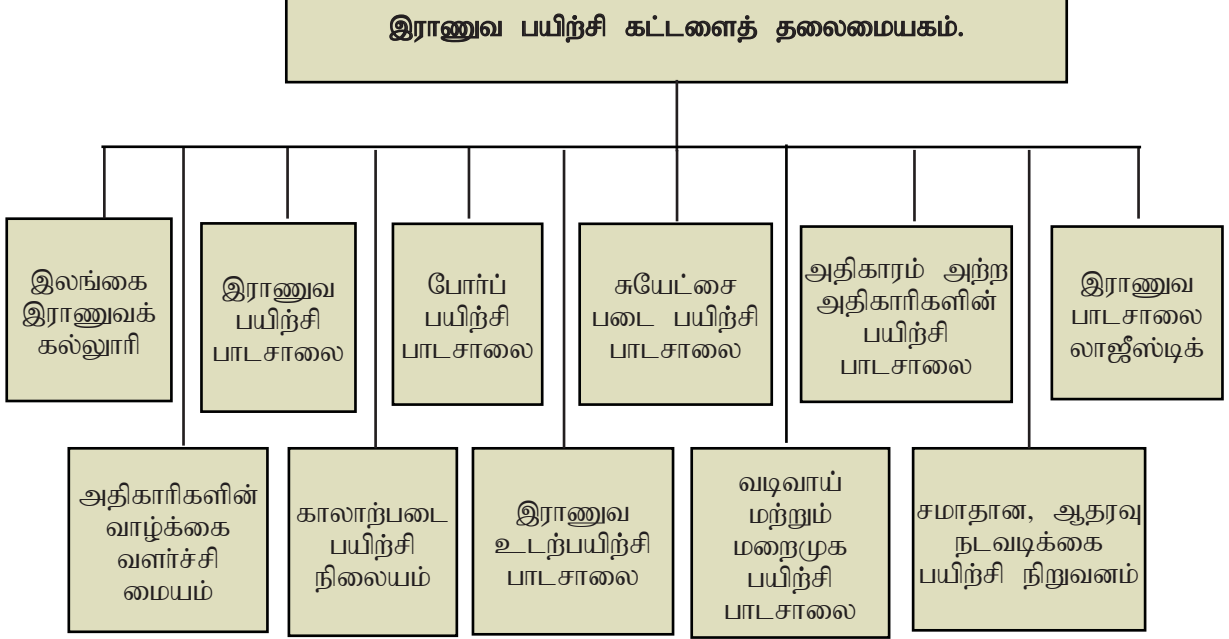 இராணுவ பயிற்சி கட்டளைத் தலைமையகம்.
இலங்கை
இராணுவக்
கல்லூரி
இராணுவ
பயிற்சி
பாடசாலை
போர்ப்
பயிற்சி
பாடசாலை
சுயேட்சை
படை பயிற்சி
பாடசாலை
அதிகாரம் அற்ற
அதிகாரிகளின்
பயிற்சி
பாடசாலை
இராணுவ
பாடசாலை
லாஜீஸ்டிக்
அதிகாரிகளின்
வாழ்க்கை
வளர்ச்சி
மையம்
காலாற்படை
பயிற்சி
நிலையம்
இராணுவ
உடற்பயிற்சி
பாடசாலை
வடிவாய்
மற்றும்
மறைமுக
பயிற்சி
பாடசாலை
சமாதான, ஆதரவு
நடவடிக்கை
பயிற்சி நிறுவனம்